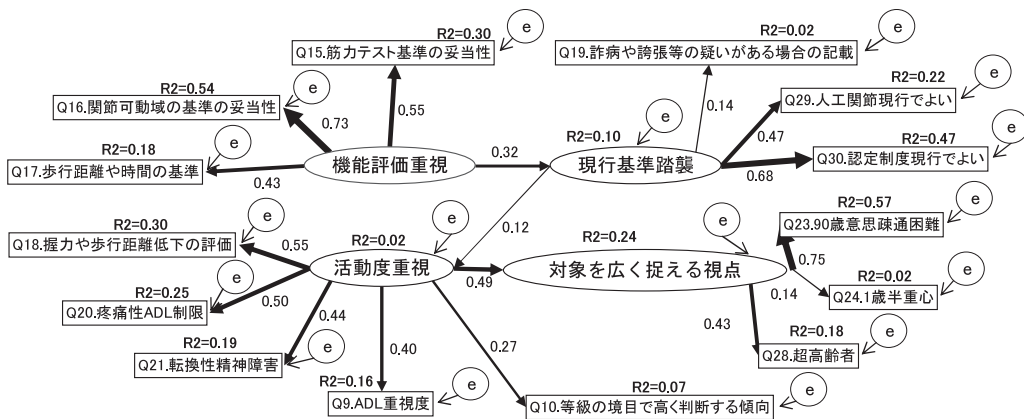 R2=0.30
e
Q15.筋力テスト基準の妥当性
R2=0.02
e
Q19.詐病や誇張等の疑いがある場合の記載
R2=0.54
e
Q16.関節可動域の基準の妥当性
R2=0.22
e
Q29.人工関節現行でよい
0.55
0.14
0.73
0.47
R2=0.18
e
Q17.歩行距離や時間の基準
0.43
機能評価重視
0.32
R2=0.10
e
現行基準踏襲
0.68
R2=0.47
e
Q30.認定制度現行でよい
R2=0.30
e
Q18.握力や歩行距離低下の評価
0.55
R2=0.02
e
活動度重視
0.12
0.49
R2=0.24
e
対象を広く捉える視点
R2=0.57
e
Q23.90歳意思疎通困難
0.75
0.14
R2=0.02
e
Q24.1歳半重心
R2=0.25
e
Q20.疼痛性ADL制限
0.50
0.44
0.40
0.27
0.43
R2=0.19
e
Q21.転換性精神障害
R2=0.18
e
Q28.超高齢者
R2=0.16
e
Q9.ADL重視度
R2=0.07
e
Q10.等級の境目で高く判断する傾向